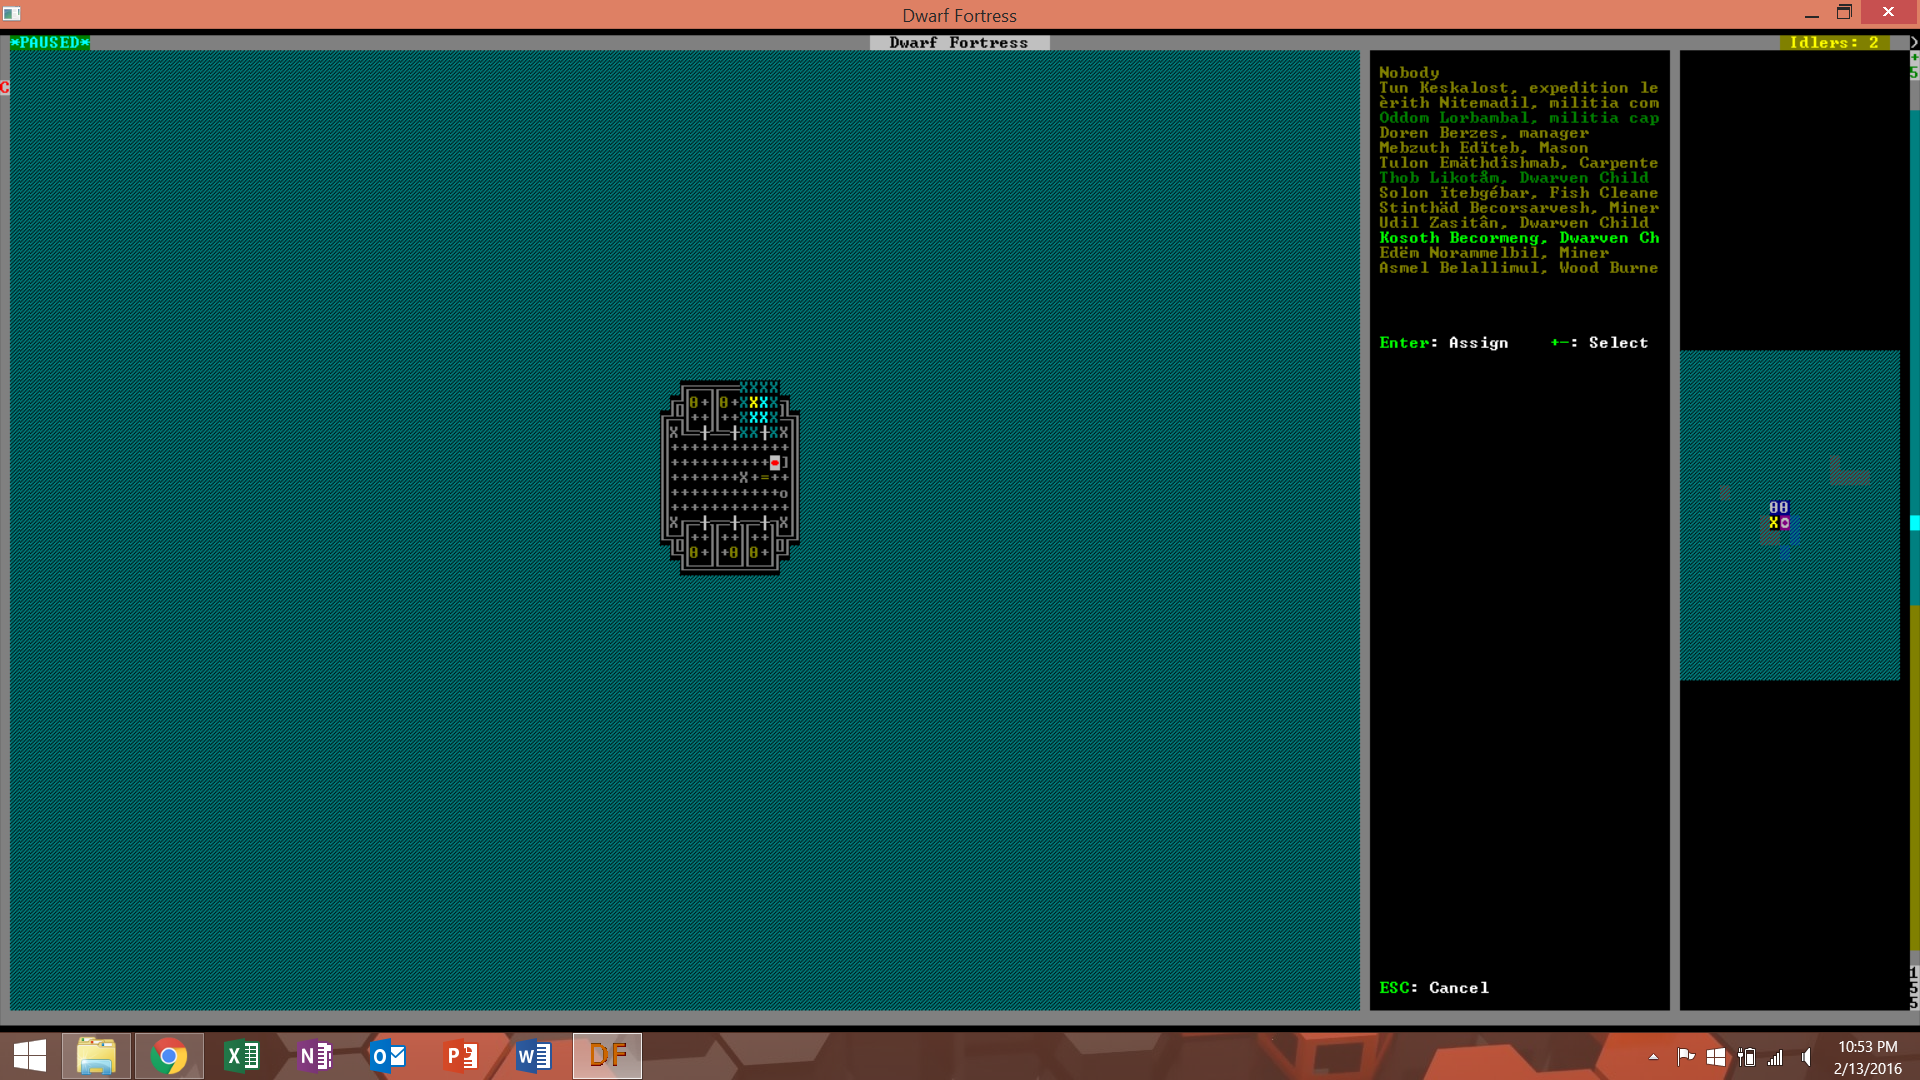 Dwarf Fortress
*PAUSED*
Dwarf Fortress
Idlers: 2
Nobody
Tun Keskalost, expedition le
èrith Nitemadil, militia com
Oddom Lorbambal, militia cap
Doren Berzes, manager
Mebzuth Edïteb, Mason
Tulon Emäthdîshmab, Carpente
Thob Likotåm, Dwarven Child
Solon ïtebgébar, Fish Cleane
Stinthäd Becorsarvesh, Miner
Udil Zasitân, Dwarven Child
Kosoth Becormeng, Dwarven Ch
Edëm Norammelbil, Miner
Asmel Belallimul, Wood Burne
Enter: Assign +-: Select
ESC: Cancel
DF
10:53 PM
2/13/2016